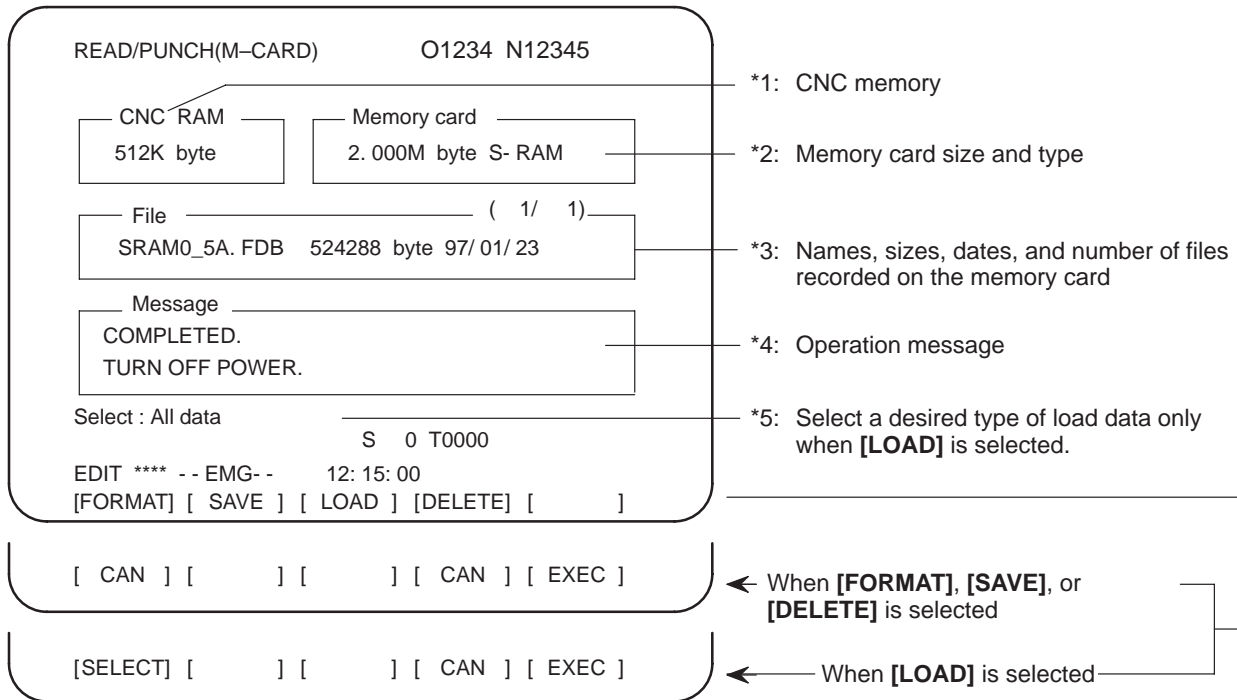 READ/PUNCH(M–CARD) O1234 N12345
*1: CNC memory
CNC RAM Memory card
512K byte 2. 000M byte S- RAM
*2: Memory card size and type
File ( 1/ 1)
SRAM0_5A. FDB 524288 byte 97/ 01/ 23
*3: Names, sizes, dates, and number of files
recorded on the memory card
Message
COMPLETED.
TURN OFF POWER.
*4: Operation message
Select : All data
*5: Select a desired type of load data only
when [LOAD] is selected.
S 0 T0000
EDIT **** - - EMG- - 12: 15: 00
[FORMAT] [ SAVE ] [ LOAD ] [DELETE] [ ]
[ CAN ] [ ] [ ] [ CAN ] [ EXEC ]
When [FORMAT], [SAVE], or
[DELETE] is selected
[SELECT] [ ] [ ] [ CAN ] [ EXEC ]
When [LOAD] is selected